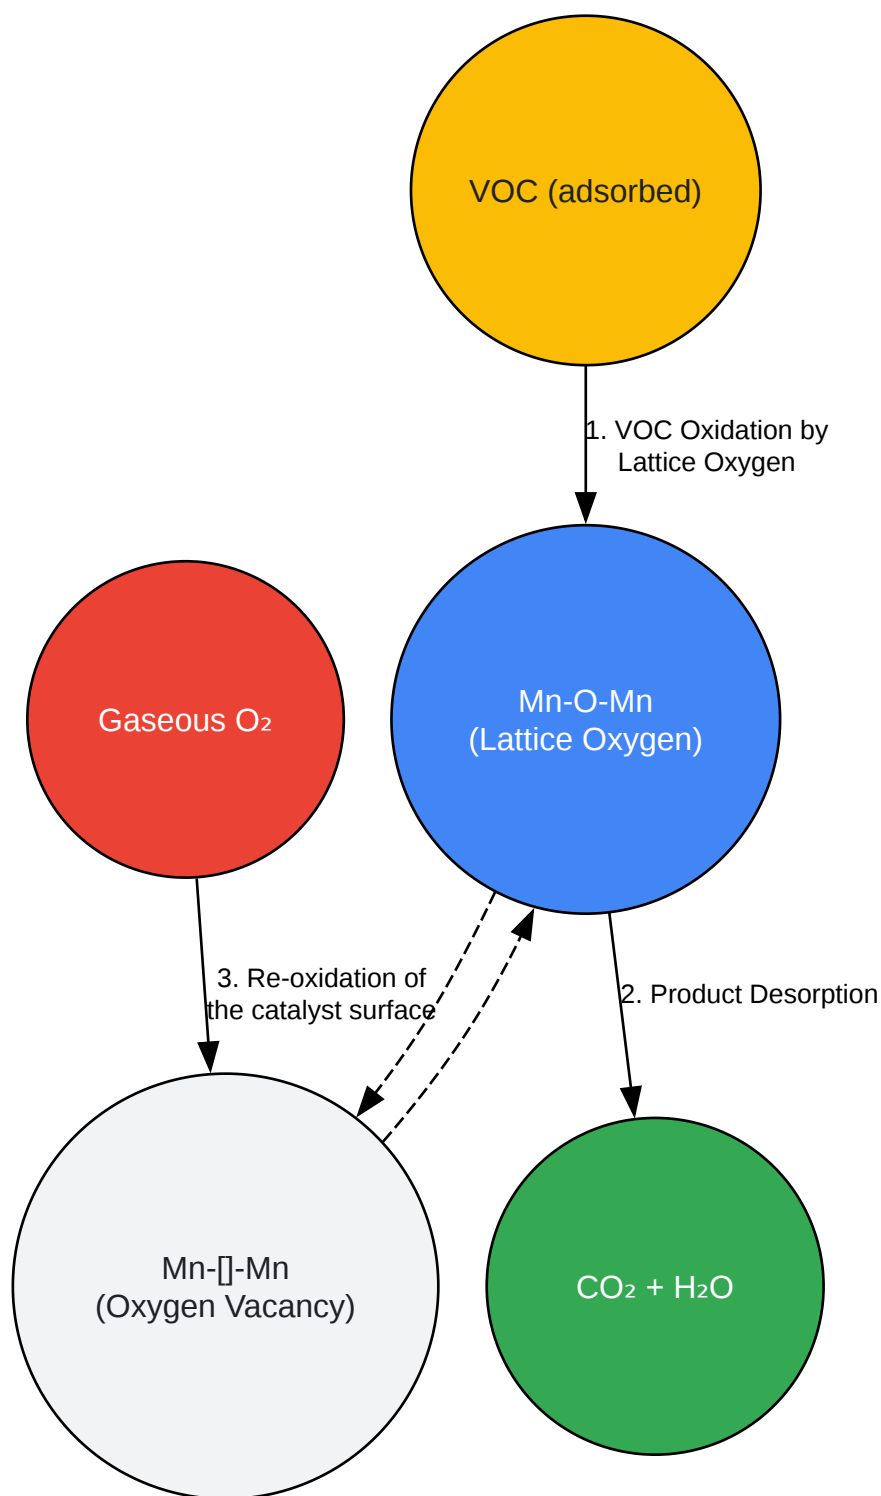 VOC (adsorbed)
1. VOC Oxidation by
Lattice Oxygen
Gaseous O₂
Mn-O-Mn
(Lattice Oxygen)
3. Re-oxidation of
the catalyst surface
2. Product Desorption
Mn-[]-Mn
(Oxygen Vacancy)
CO₂ + H₂O